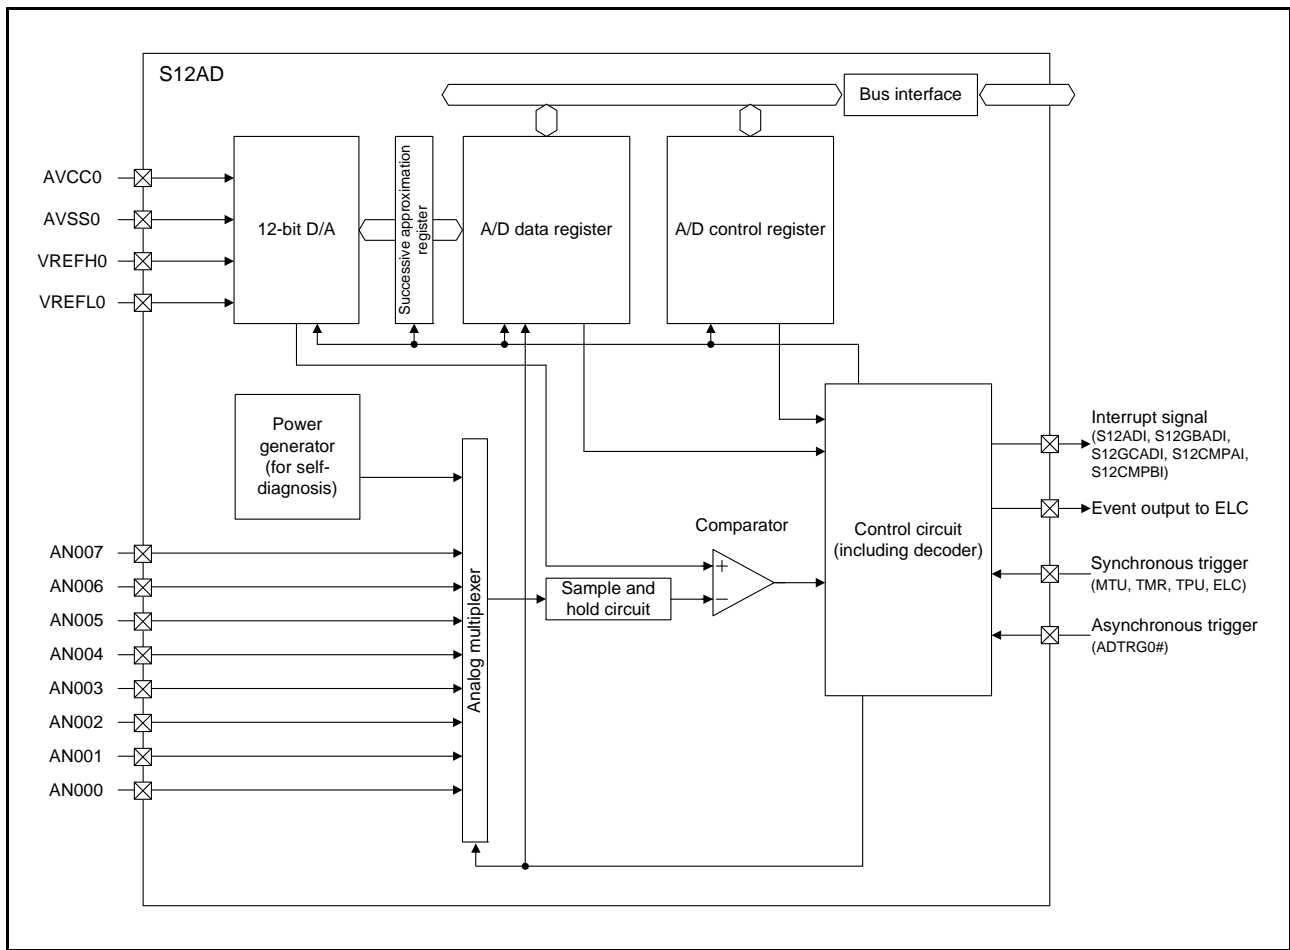 S12AD
Bus interface
AVCC0
AVSS0
VREFH0
VREFL0
12-bit D/A
Successive approximation
register
A/D data register
A/D control register
Power
generator
(for self-
diagnosis)
AN007
AN006
AN005
AN004
AN003
AN002
AN001
AN000
Analog multiplexer
Sample and
hold circuit
Comparator
+
−
Control circuit
(including decoder)
Interrupt signal
(S12ADI, S12GBADI,
S12GCADI, S12CMPAI,
S12CMPBI)
Event output to ELC
Synchronous trigger
(MTU, TMR, TPU, ELC)
Asynchronous trigger
(ADTRG0#)